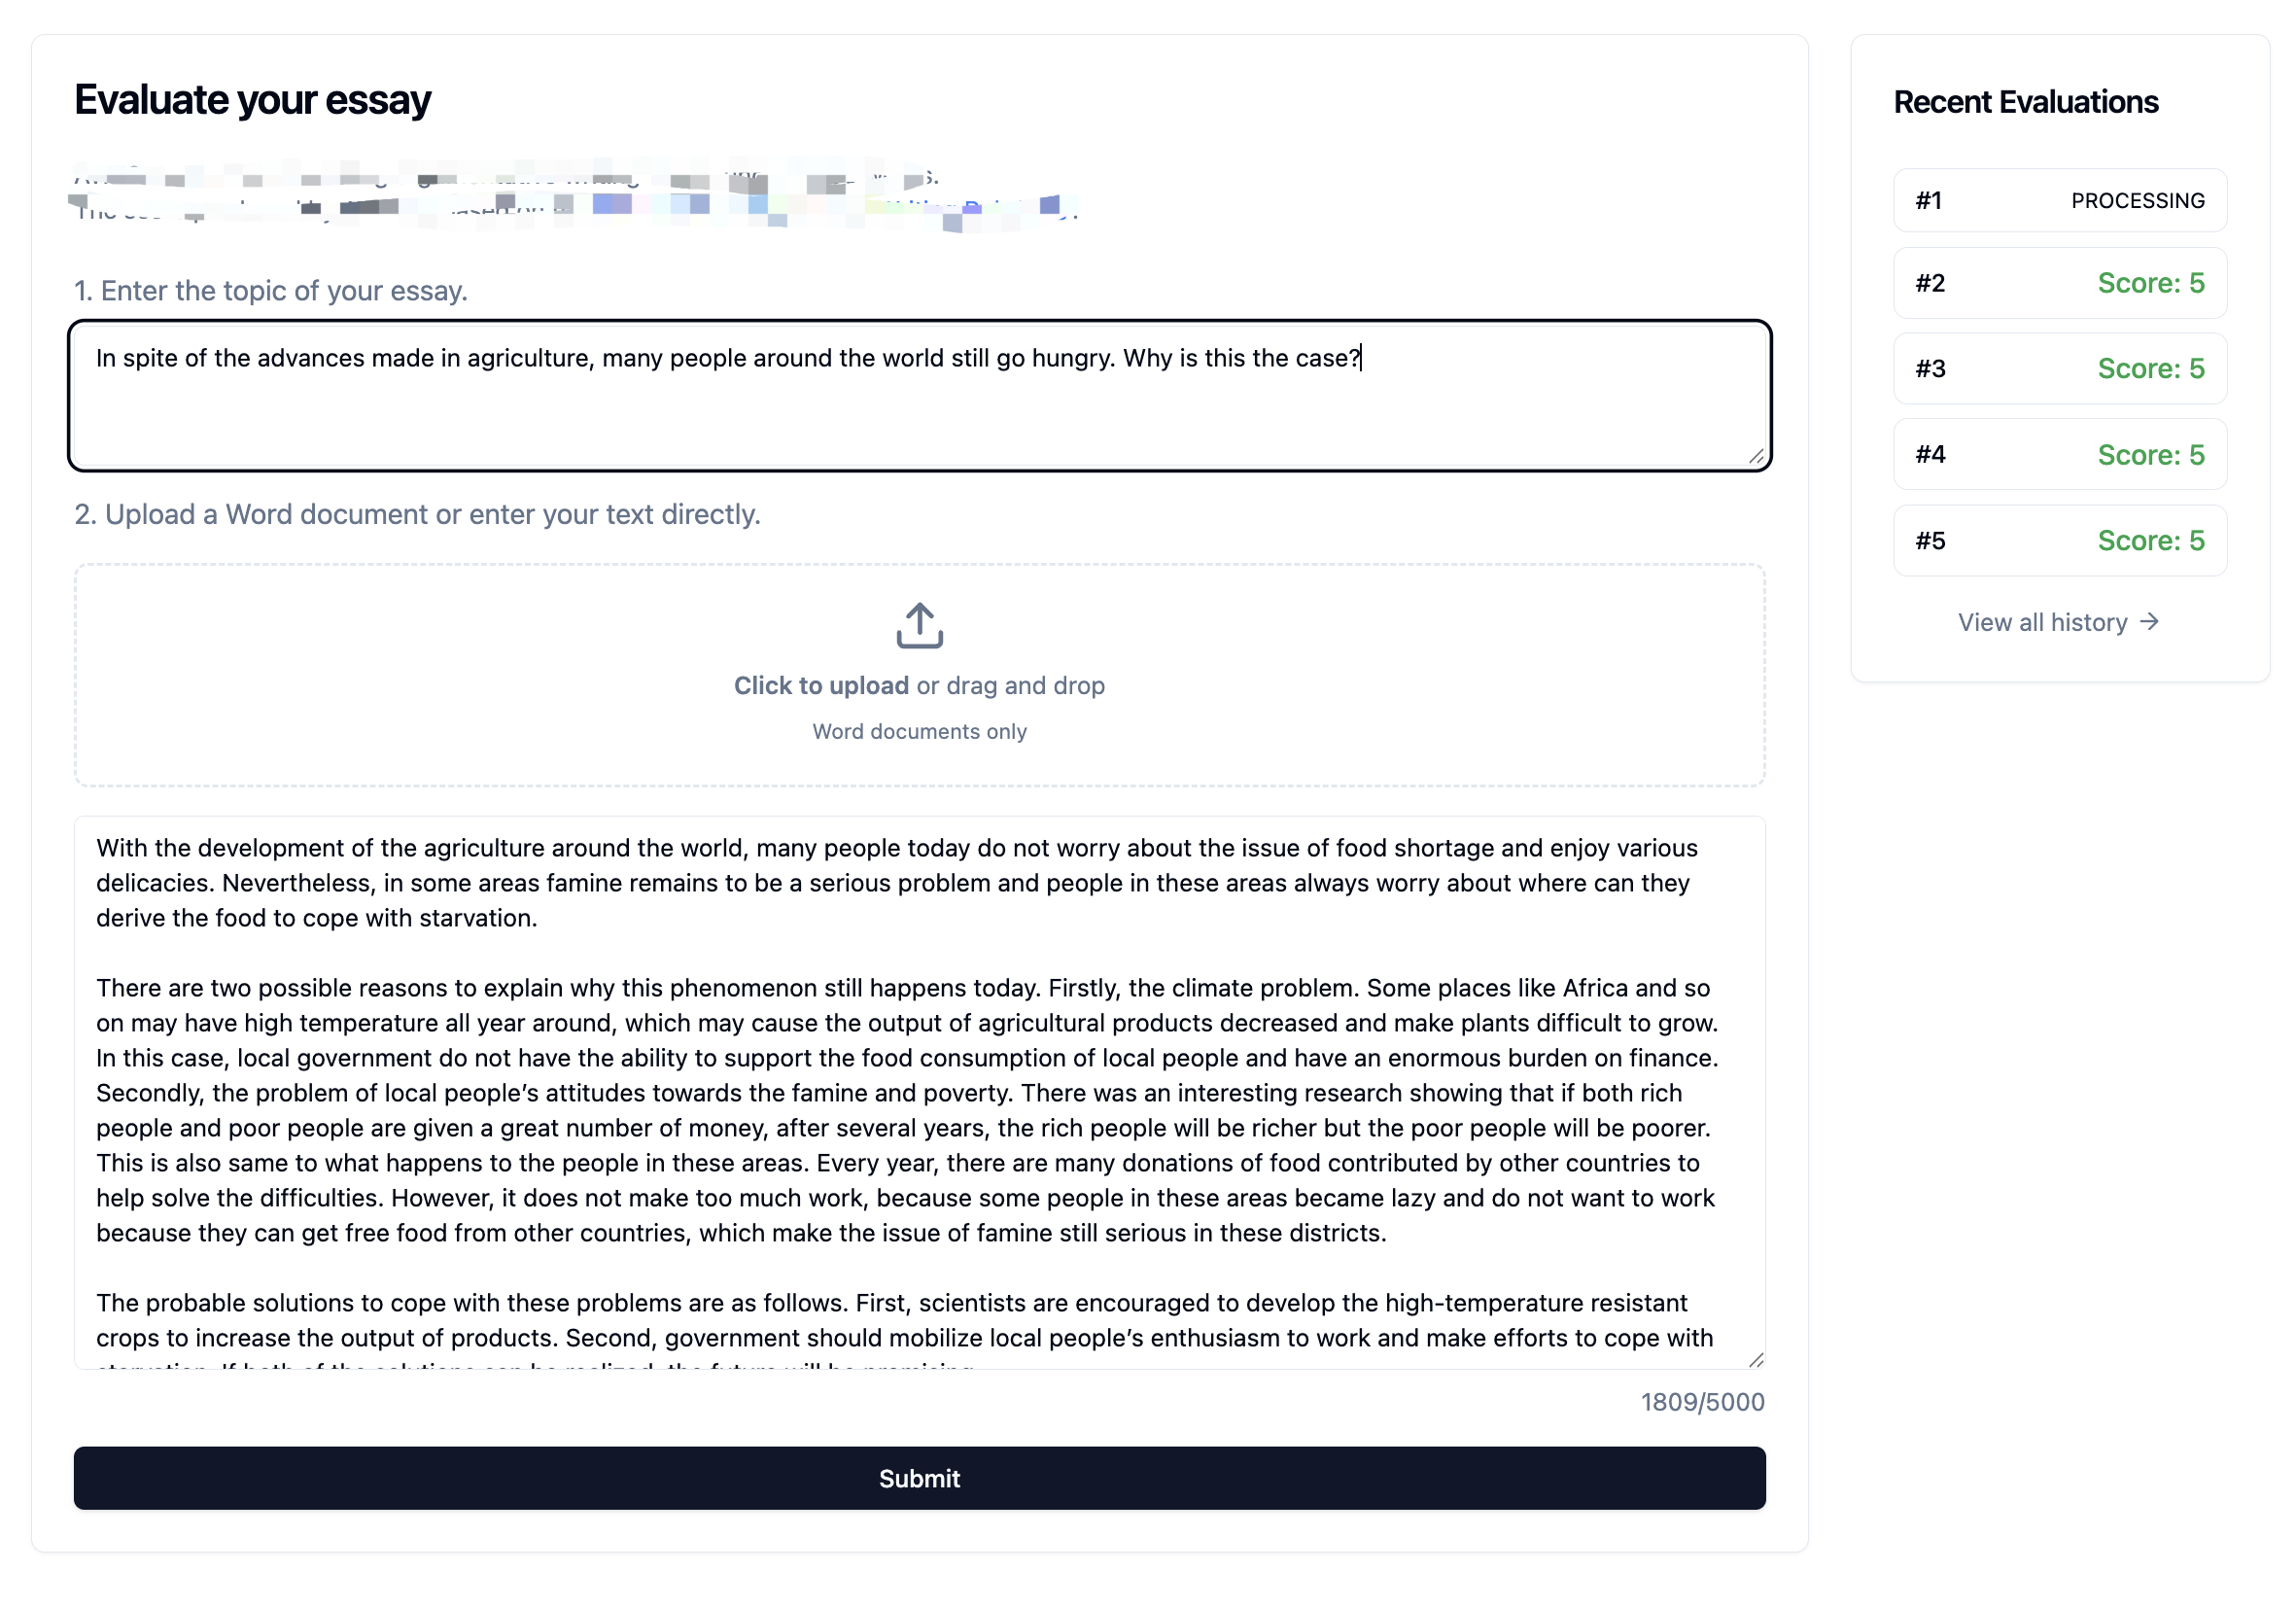 Evaluate your essay
1. Enter the topic of your essay.
In spite of the advances made in agriculture, many people around the world still go hungry. Why is this the case?
2. Upload a Word document or enter your text directly.
Click to upload or drag and drop
Word documents only
With the development of the agriculture around the world, many people today do not worry about the issue of food shortage and enjoy various
delicacies. Nevertheless, in some areas famine remains to be a serious problem and people in these areas always worry about where can they
derive the food to cope with starvation.
There are two possible reasons to explain why this phenomenon still happens today. Firstly, the climate problem. Some places like Africa and so
on may have high temperature all year around, which may cause the output of agricultural products decreased and make plants difficult to grow.
In this case, local government do not have the ability to support the food consumption of local people and have an enormous burden on finance.
Secondly, the problem of local people’s attitudes towards the famine and poverty. There was an interesting research showing that if both rich
people and poor people are given a great number of money, after several years, the rich people will be richer but the poor people will be poorer.
This is also same to what happens to the people in these areas. Every year, there are many donations of food contributed by other countries to
help solve the difficulties. However, it does not make too much work, because some people in these areas became lazy and do not want to work
because they can get free food from other countries, which make the issue of famine still serious in these districts.
The probable solutions to cope with these problems are as follows. First, scientists are encouraged to develop the high-temperature resistant
crops to increase the output of products. Second, government should mobilize local people’s enthusiasm to work and make efforts to cope with
starvation. If both of the solutions can be realized, the future will be promising.
1809/5000
Submit
Recent Evaluations
#1 PROCESSING
#2 Score: 5
#3 Score: 5
#4 Score: 5
#5 Score: 5
View all history →